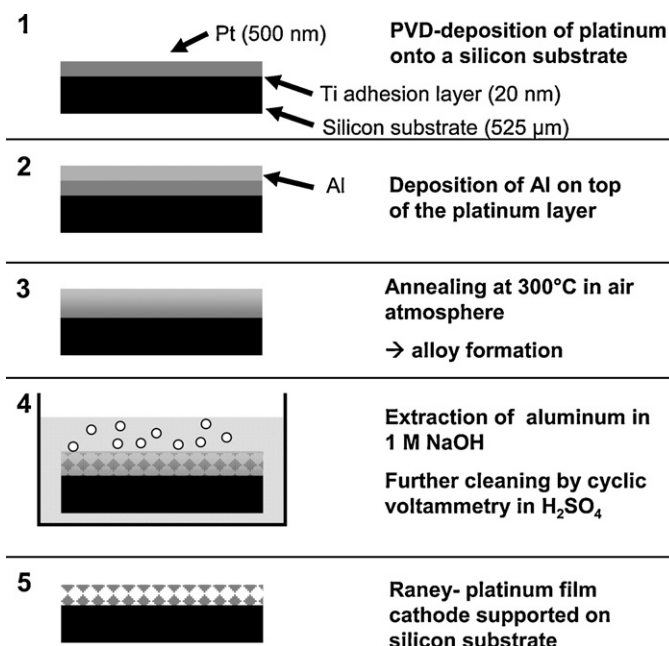 1
Pt (500 nm)
PVD-deposition of platinum
onto a silicon substrate
Ti adhesion layer (20 nm)
Silicon substrate (525 µm)
2
Al
Deposition of Al on top
of the platinum layer
3
Annealing at 300°C in air
atmosphere
→ alloy formation
4
Extraction of aluminum in
1 M NaOH
Further cleaning by cyclic
voltammetry in H₂SO₄
5
Raney- platinum film
cathode supported on
silicon substrate